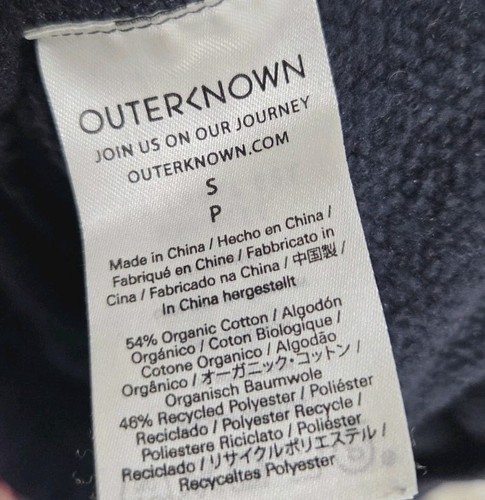 OUTERKNOWN
JOIN US ON OUR JOURNEY
OUTERKNOWN.COM
S
P
Made in China / Hecho en China /
Fabriqué en Chine / Fabbricato in
Cina / Fabricado na China / 中国製 /
In China hergestellt
54% Organic Cotton / Algodón
Orgánico / Coton Biologique /
Cotone Organico / Algodão
Orgânico / オーガニック・コットン /
Organisch Baumwole
46% Recycled Polyester / Poliéster
Reciclado / Polyester Recycle /
Poliestere Riciclato / Poliéster
Reciclado / リサイクルポリエステル /
Recyceltes Polyester